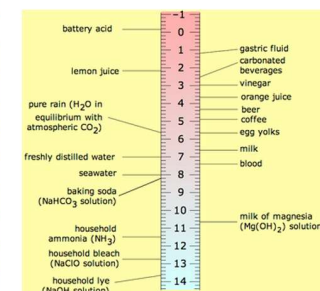 battery acid
lemon juice
pure rain (H₂O in
equilibrium with
atmospheric CO₂)
freshly distilled water
seawater
baking soda
(NaHCO₃ solution)
household
ammonia (NH₃)
household bleach
(NaClO solution)
household lye
(NaOH solution)
-1
0
1
2
3
4
5
6
7
8
9
10
11
12
13
14
gastric fluid
carbonated
beverages
vinegar
orange juice
beer
coffee
egg yolks
milk
blood
milk of magnesia
(Mg(OH)₂) solution